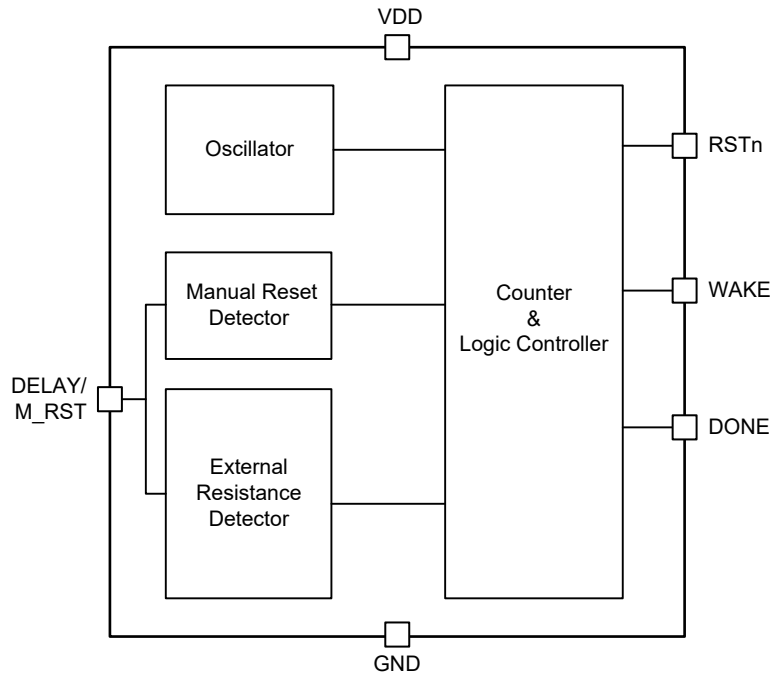 VDD
Oscillator
RSTn
Manual Reset
Detector
Counter
&
Logic Controller
WAKE
DELAY/
M_RST
DONE
External
Resistance
Detector
GND